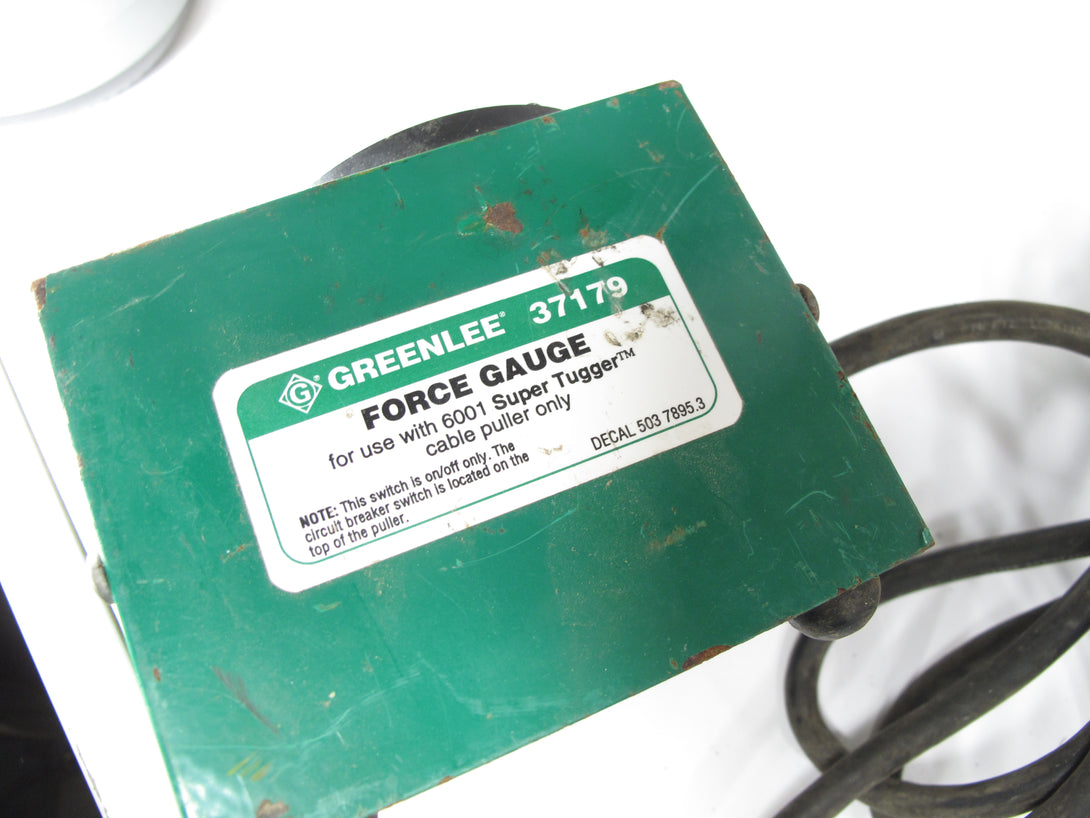 G® GREENLEE® 37179
FORCE GAUGE
for use with 6001 Super Tugger™
cable puller only
NOTE: This switch is on/off only. The
circuit breaker switch is located on the
top of the puller.
DECAL 503 7895.3